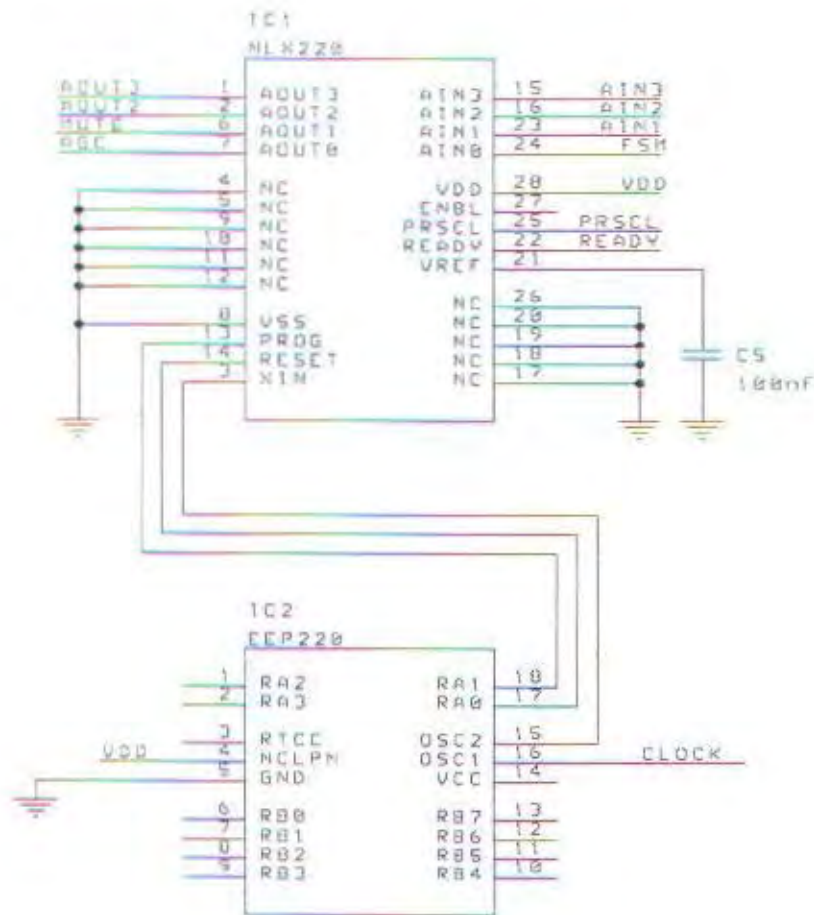 IC1
NLX220
AOUT3 1 AOUT3 AIN3 15 AIN3
AOUT2 2 AOUT2 AIN2 16 AIN2
MUTE 6 AOUT1 AIN1 23 AIN1
AGC 7 AOUT0 AIN0 24 FSM
4 NC VDD 28 VDD
5 NC ENBL 27
9 NC PRSCL 25 PRSCL
10 NC READY 22 READY
11 NC VREF 21
12 NC
NC 26
8 VSS NC 20
13 PROG NC 19
14 RESET NC 18
3 XIN NC 17
C5
100nF
IC2
EEP220
1 RA2 RA1 18
2 RA3 RA0 17
3 RTCC OSC2 15
VDD 4 NCLPN OSC1 16 CLOCK
5 GND VCC 14
6 RB0 RB7 13
7 RB1 RB6 12
8 RB2 RB5 11
9 RB3 RB4 10